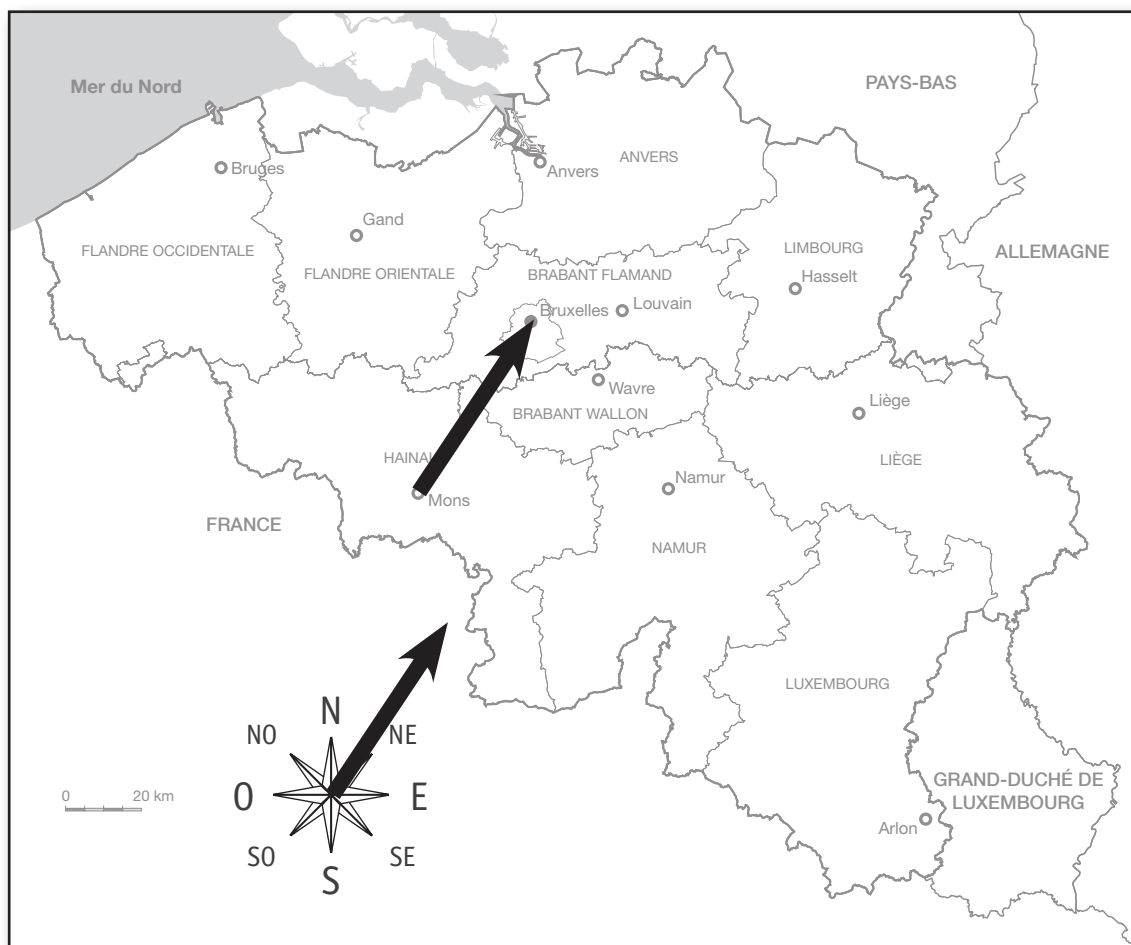 Mer du Nord
PAYS-BAS
Bruges
Anvers
ANVERS
Gand
FLANDRE OCCIDENTALE
FLANDRE ORIENTALE
BRABANT FLAMAND
LIMBOURG
ALLEMAGNE
Hasselt
Bruxelles
Louvain
Wavre
BRABANT WALLON
Liège
LIÈGE
HAINAU
Mons
Namur
FRANCE
NAMUR
LUXEMBOURG
N
NO
NE
O
E
SO
SE
S
0 20 km
GRAND-DUCHÉ DE
LUXEMBOURG
Arlon